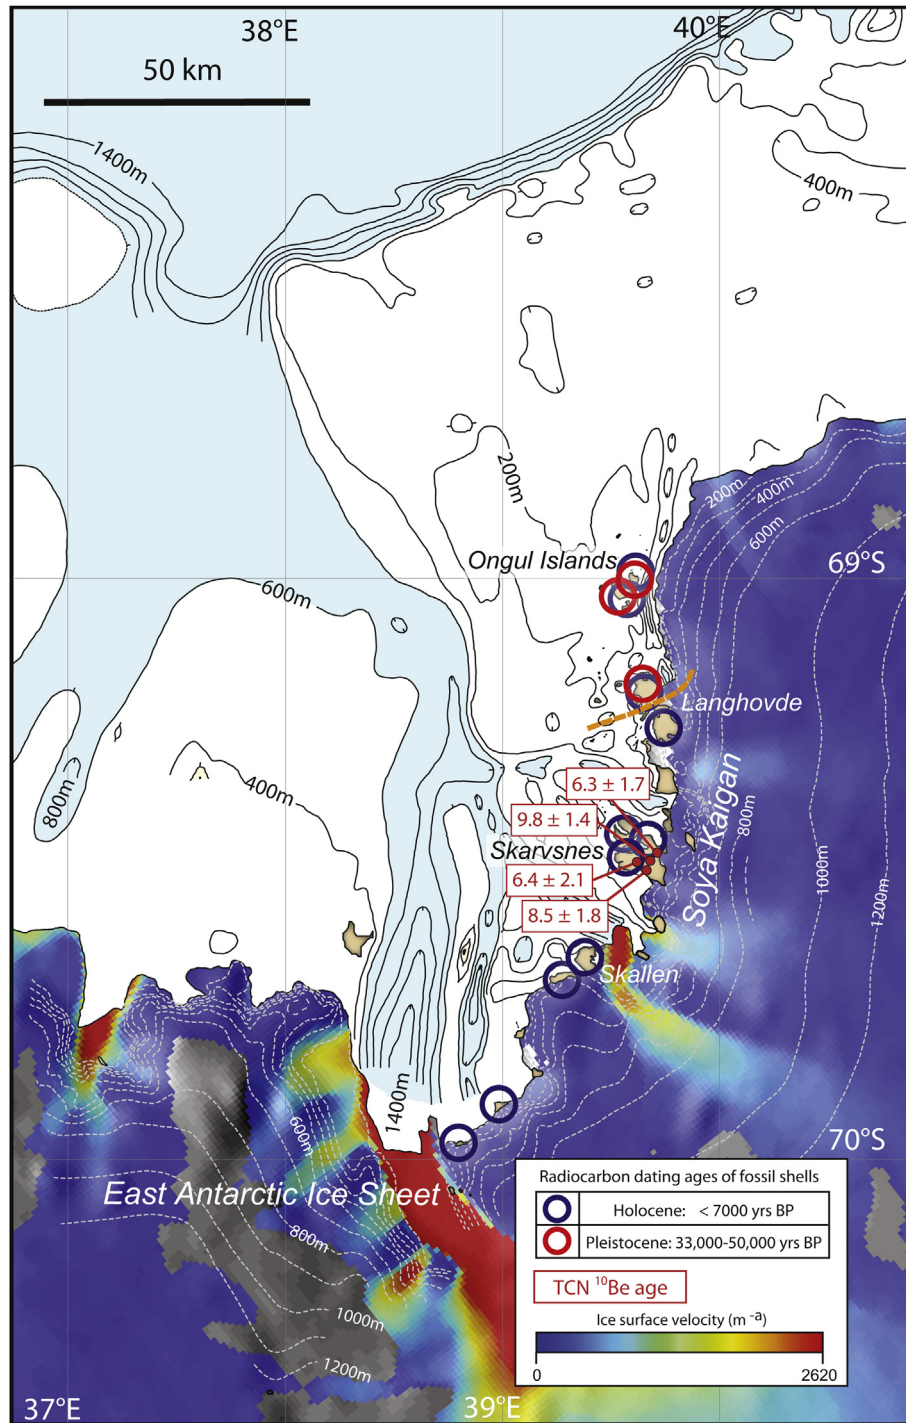 38°E
40°E
50 km
1400m
400m
200m
200m
400m
600m
Ongul Islands
69°S
600m
Langhovde
800m
400m
6.3 ± 1.7
9.8 ± 1.4
Skarvsnes
6.4 ± 2.1
8.5 ± 1.8
Soya Kaigan
800m
1000m
1200m
Skallen
1400m
600m
70°S
East Antarctic Ice Sheet
800m
1000m
1200m
Radiocarbon dating ages of fossil shells
Holocene: < 7000 yrs BP
Pleistocene: 33,000-50,000 yrs BP
TCN ¹⁰Be age
Ice surface velocity (m ⁻ᵃ)
0 2620
37°E
39°E